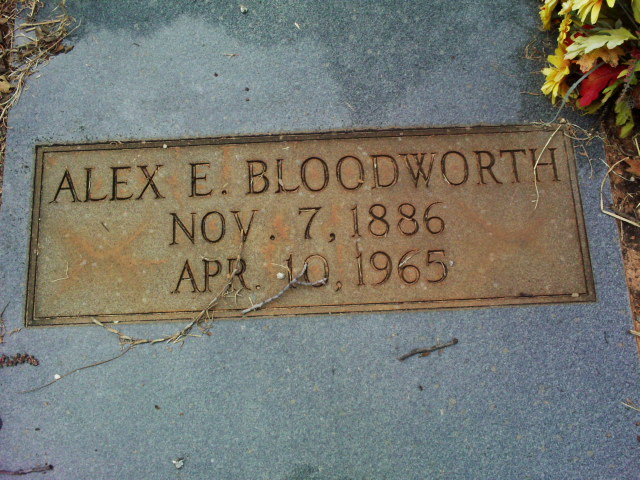 ALEX E. BLOODWORTH
NOV. 7, 1886
APR. 10, 1965